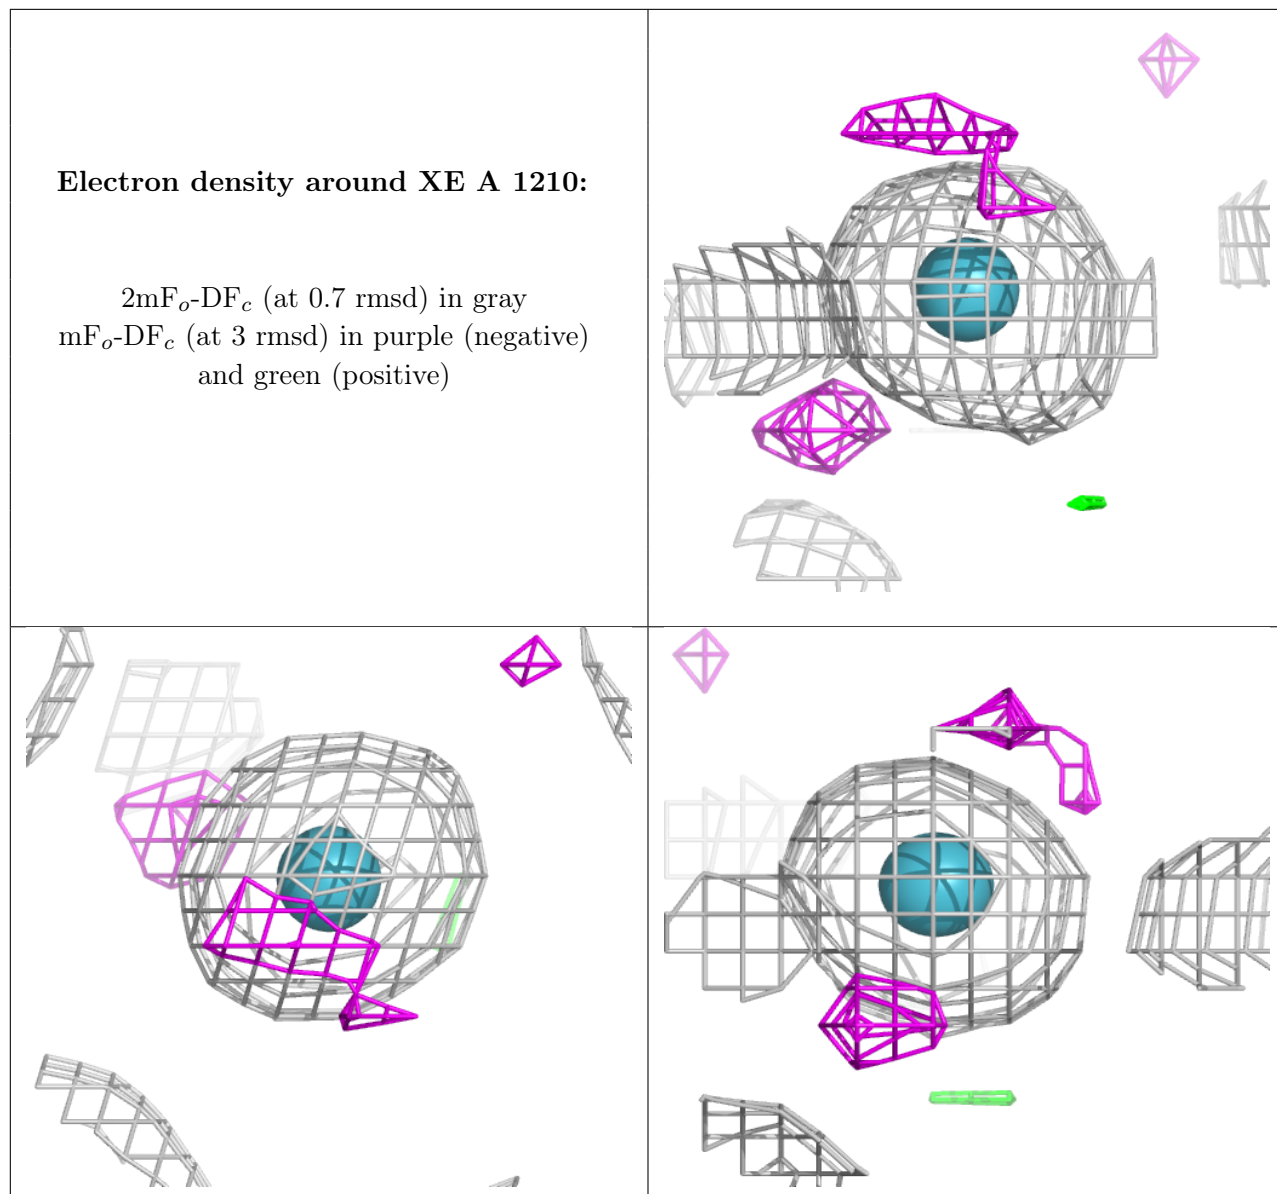 Electron density around XE A 1210:
2mFo-DFc (at 0.7 rmsd) in gray
mFo-DFc (at 3 rmsd) in purple (negative)
and green (positive)